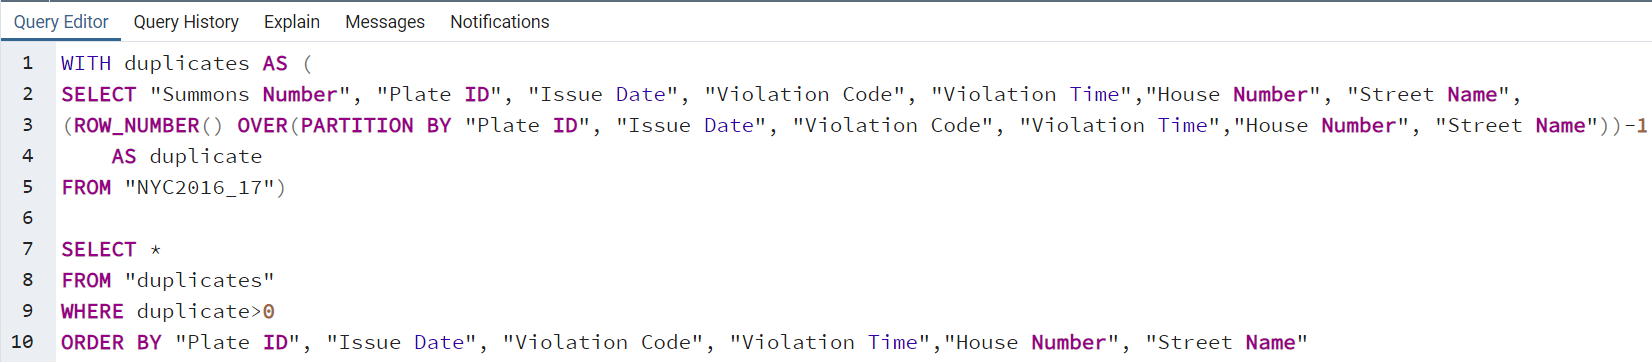 Query Editor Query History Explain Messages Notifications
1 WITH duplicates AS (
2 SELECT "Summons Number", "Plate ID", "Issue Date", "Violation Code", "Violation Time","House Number", "Street Name",
3 (ROW_NUMBER() OVER(PARTITION BY "Plate ID", "Issue Date", "Violation Code", "Violation Time","House Number", "Street Name"))-1
4     AS duplicate
5 FROM "NYC2016_17")
6
7 SELECT *
8 FROM "duplicates"
9 WHERE duplicate>0
10 ORDER BY "Plate ID", "Issue Date", "Violation Code", "Violation Time","House Number", "Street Name"